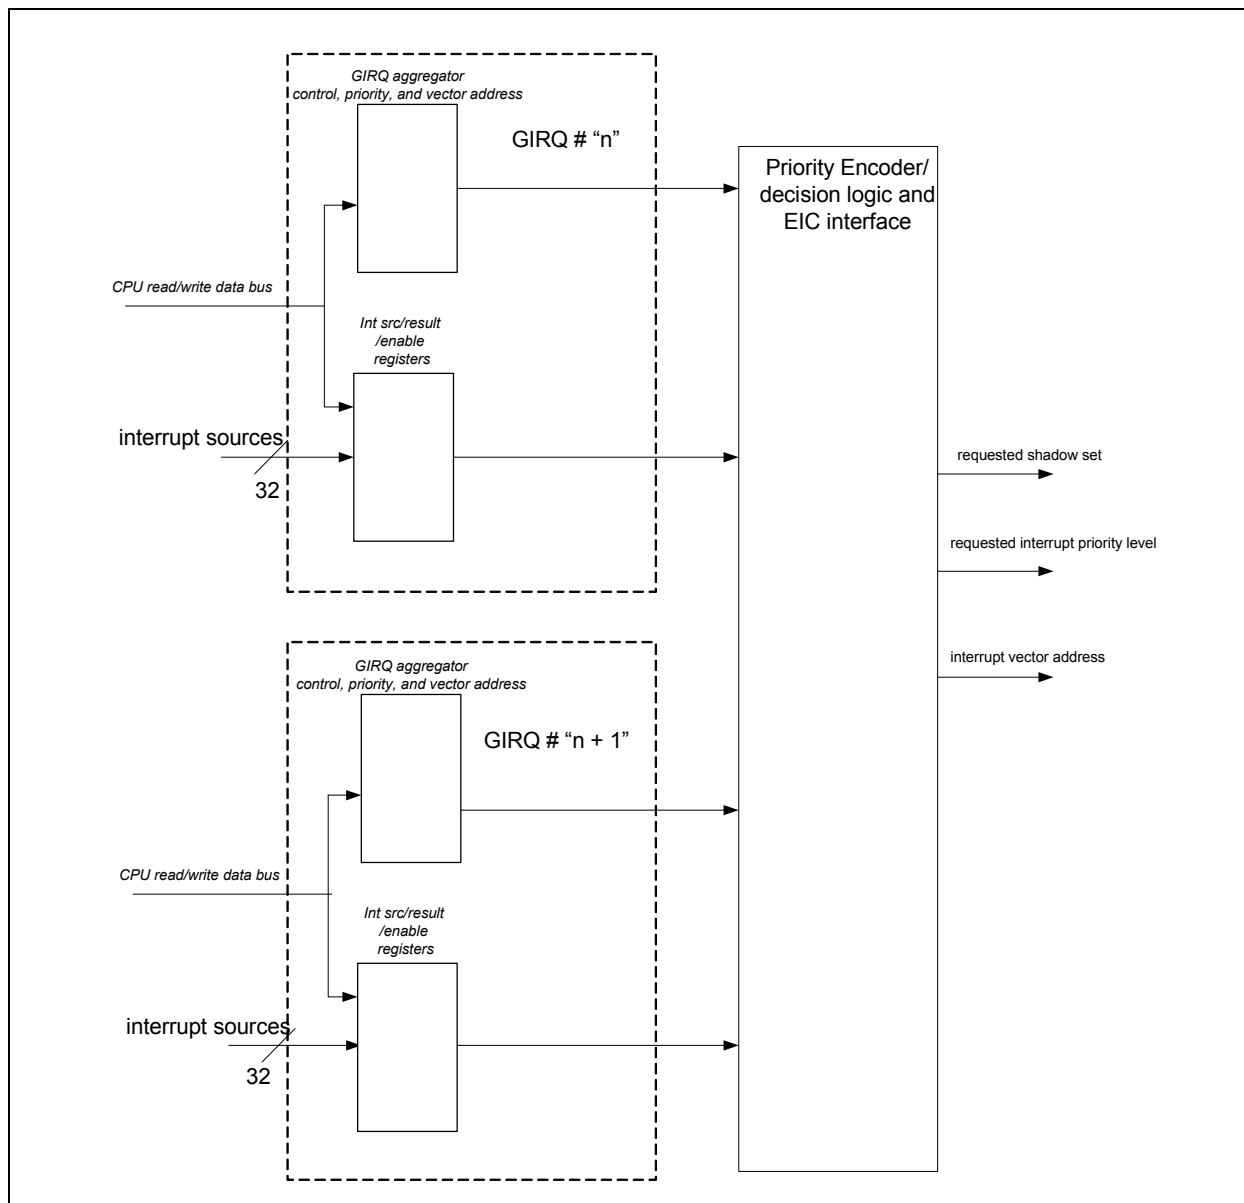 GIRQ aggregator
control, priority, and vector address
GIRQ # “n”
Priority Encoder/
decision logic and
EIC interface
CPU read/write data bus
Int src/result
/enable
registers
interrupt sources
32
requested shadow set
requested interrupt priority level
interrupt vector address
GIRQ aggregator
control, priority, and vector address
GIRQ # “n + 1”
CPU read/write data bus
Int src/result
/enable
registers
interrupt sources
32